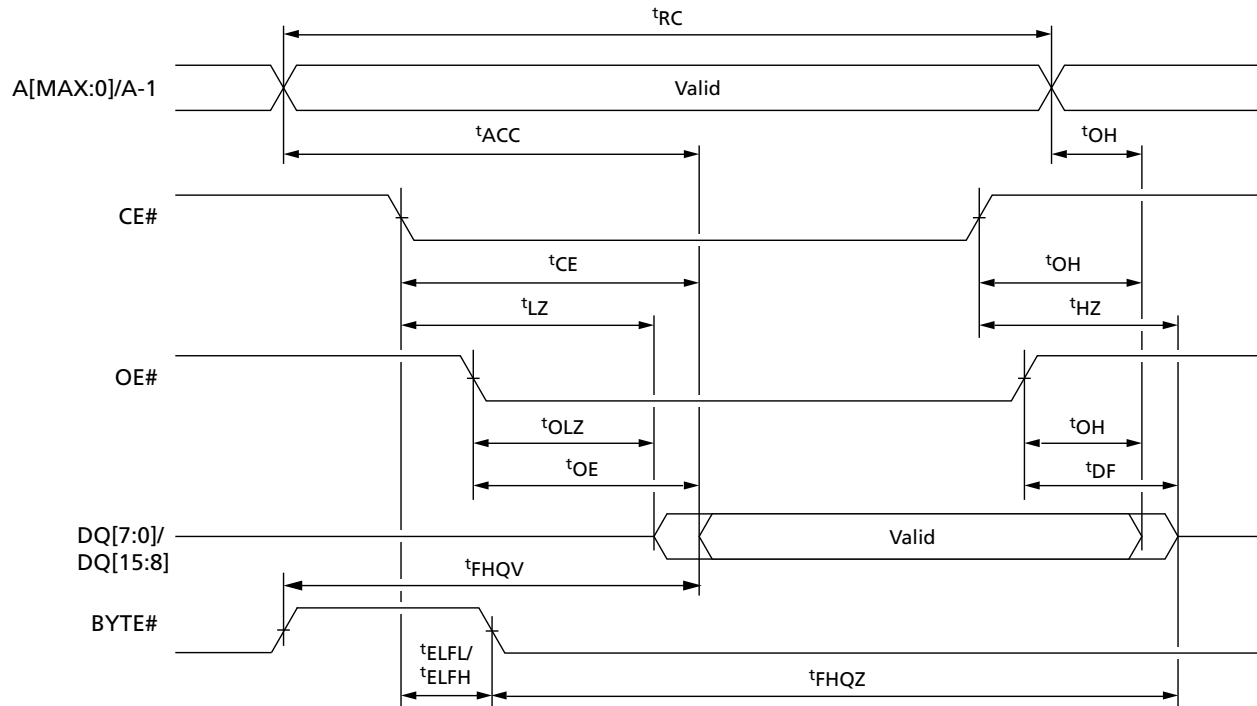 tRC
A[MAX:0]/A-1
Valid
tACC
tOH
CE#
tCE
tOH
tLZ
tHZ
OE#
tOLZ
tOH
tOE
tDF
DQ[7:0]/
DQ[15:8]
Valid
tFHQV
BYTE#
tELFL/
tELFH
tFHQZ